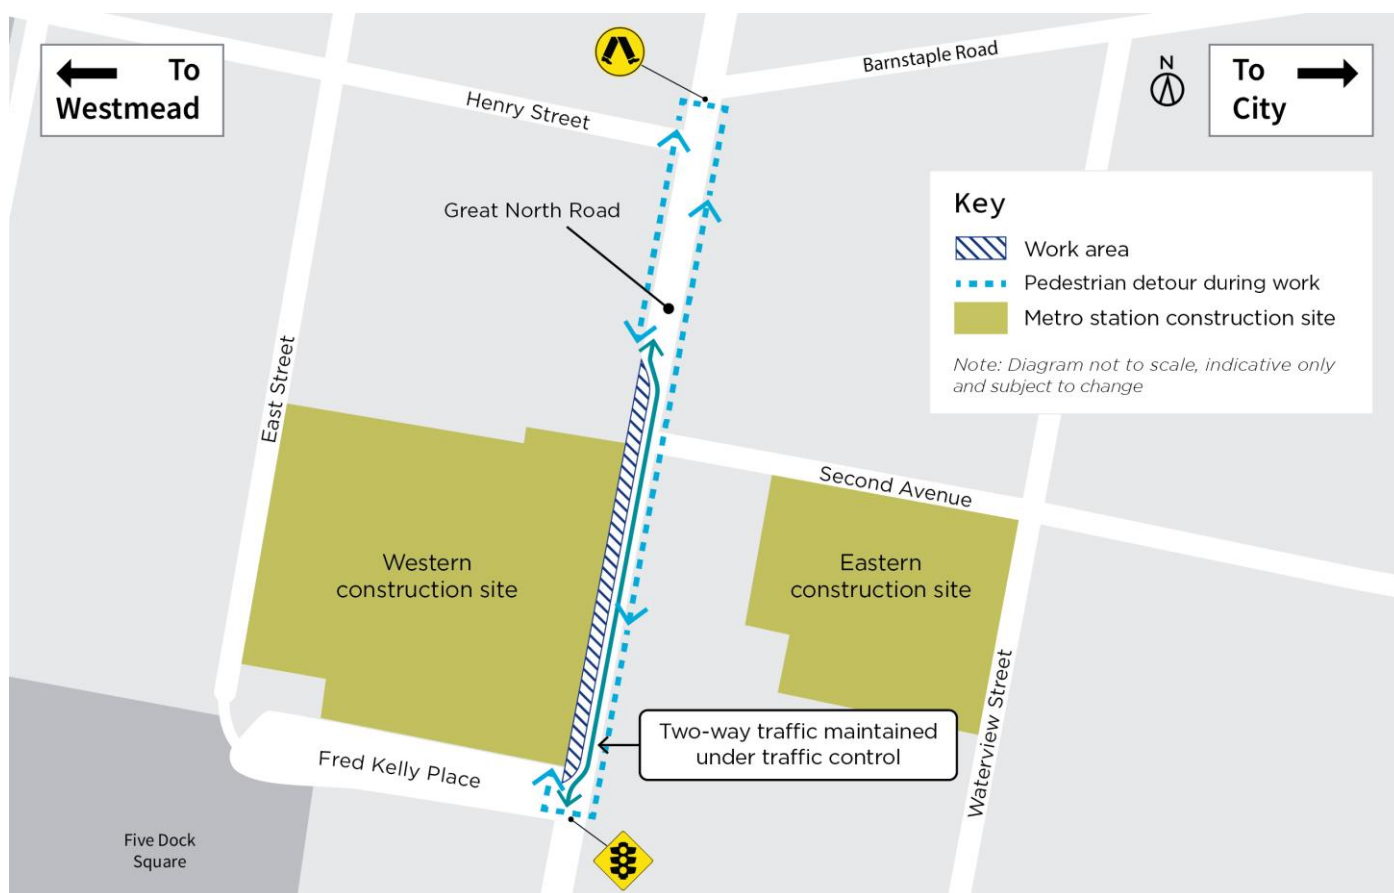 To
Westmead
Henry Street
Barnstaple Road
N
To
City
Great North Road
Key
Work area
Pedestrian detour during work
Metro station construction site
Note: Diagram not to scale, indicative only
and subject to change
East Street
Second Avenue
Western
construction site
Eastern
construction site
Waterview Street
Two-way traffic maintained
under traffic control
Fred Kelly Place
Five Dock
Square